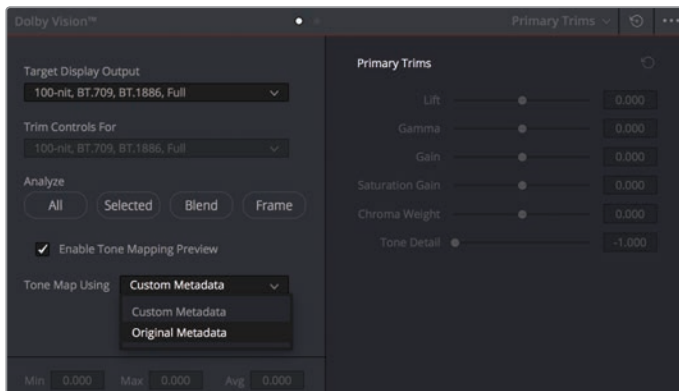 Dolby Vision™
Primary Trims
Target Display Output
100-nit, BT.709, BT.1886, Full
Trim Controls For
100-nit, BT.709, BT.1886, Full
Analyze
All Selected Blend Frame
Enable Tone Mapping Preview
Tone Map Using Custom Metadata
Custom Metadata
Original Metadata
Min 0.000 Max 0.000 Avg 0.000
Primary Trims
Lift 0.000
Gamma 0.000
Gain 0.000
Saturation Gain 0.000
Chroma Weight 0.000
Tone Detail -1.000